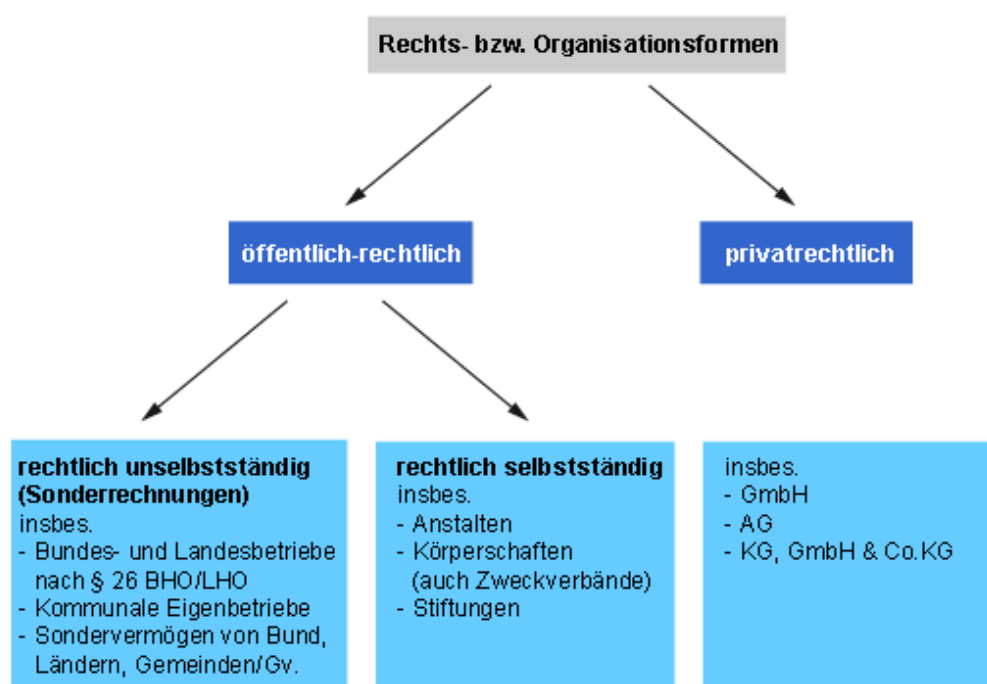 Rechts- bzw. Organisationsformen
öffentlich-rechtlich
privatrechtlich
rechtlich unselbstständig
(Sonderrechnungen)
insbes.
- Bundes- und Landesbetriebe
nach § 26 BHO/LHO
- Kommunale Eigenbetriebe
- Sondervermögen von Bund,
Ländern, Gemeinden/Gv.
rechtlich selbstständig
insbes.
- Anstalten
- Körperschaften
(auch Zweckverbände)
- Stiftungen
insbes.
- GmbH
- AG
- KG, GmbH & Co.KG